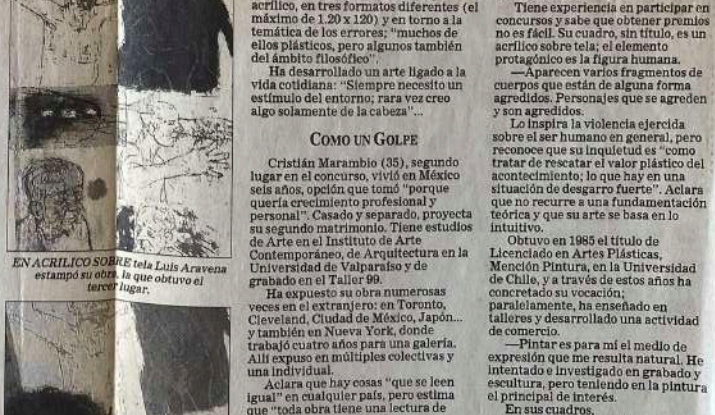 EN ACRILICO SOBRE tela Luis Aravena
estampó su obra, la que obtuvo el
tercer lugar.
acrílico, en tres formatos diferentes (el
máximo de 1.20 x 120) y en torno a la
temática de los errores; "muchos de
ellos plásticos, pero algunos también
del ámbito filosófico".
Ha desarrollado un arte ligado a la
vida cotidiana: "Siempre necesito un
estímulo del entorno; rara vez creo
algo solamente de la cabeza"...
COMO UN GOLPE
Cristián Marambio (35), segundo
lugar en el concurso, vivió en México
seis años, opción que tomó "porque
quería crecimiento profesional y
personal". Casado y separado, proyecta
su segundo matrimonio. Tiene estudios
de Arte en el Instituto de Arte
Contemporáneo, de Arquitectura en la
Universidad de Valparaíso y de
grabado en el Taller 99.
Ha expuesto su obra numerosas
veces en el extranjero: en Toronto,
Cleveland, Ciudad de México, Japón...
y también en Nueva York, donde
trabajó cuatro años para una galería.
Allí expuso en múltiples colectivas y
una individual.
Aclara que hay cosas "que se leen
igual" en cualquier país, pero estima
que "toda obra tiene una lectura de
Tiene experiencia en participar en
concursos y sabe que obtener premios
no es fácil. Su cuadro, sin título, es un
acrílico sobre tela; el elemento
protagónico es la figura humana.
—Aparecen varios fragmentos de
cuerpos que están de alguna forma
agredidos. Personajes que se agreden
y son agredidos.
Lo inspira la violencia ejercida
sobre el ser humano en general, pero
reconoce que su inquietud es "como
tratar de rescatar el valor plástico del
acontecimiento; lo que hay en una
situación de desgarro fuerte". Aclara
que no recurre a una fundamentación
teórica y que su arte se basa en lo
intuitivo.
Obtuvo en 1985 el título de
Licenciado en Artes Plásticas,
Mención Pintura, en la Universidad
de Chile, y a través de estos años ha
concretado su vocación;
paralelamente, ha enseñado en
talleres y desarrollado una actividad
de comercio.
—Pintar es para mí el medio de
expresión que me resulta natural. He
intentado e investigado en grabado y
escultura, pero teniendo en la pintura
el principal de interés.
En sus cuadros,